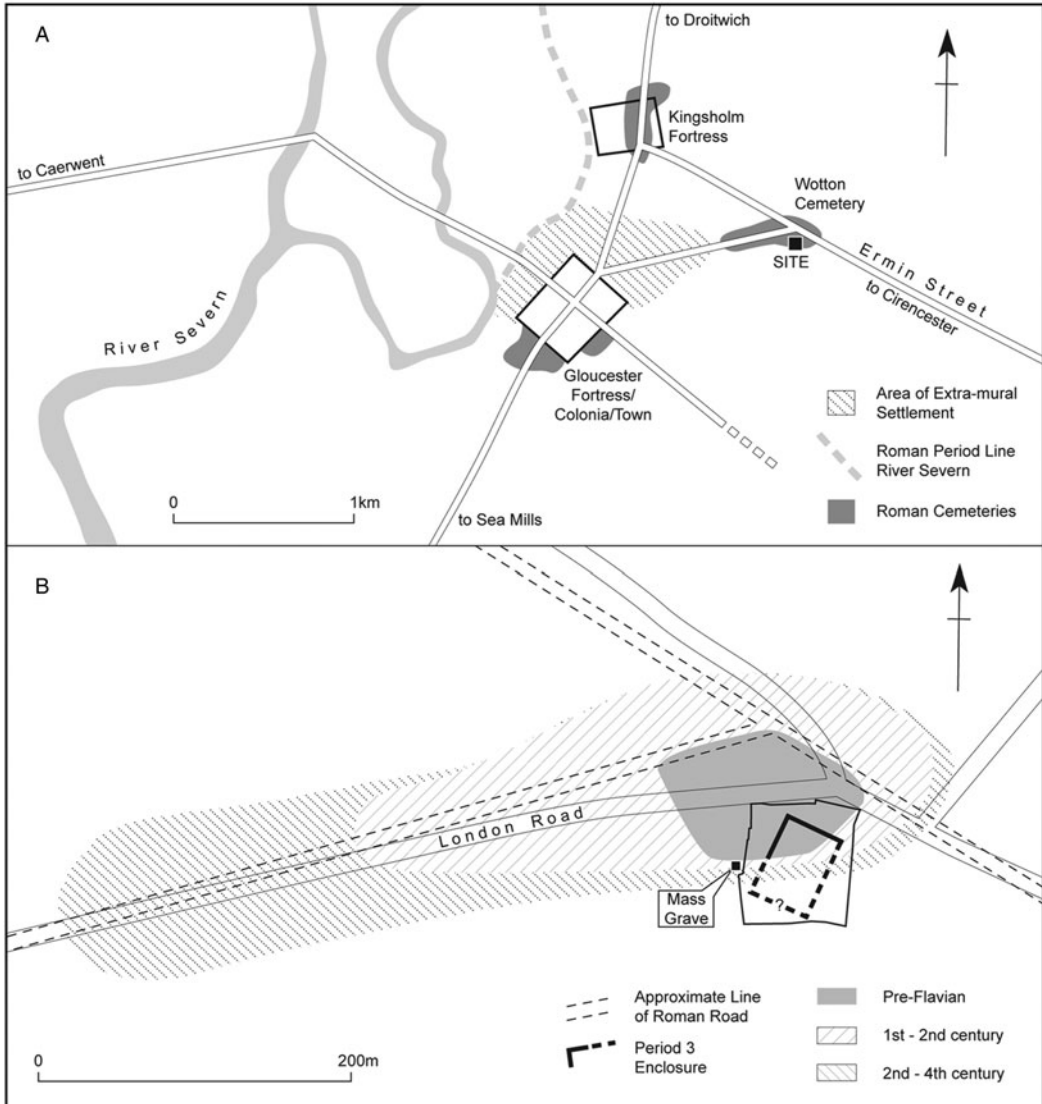 A
to Droitwich
Kingsholm
Fortress
to Caerwent
Wotton
Cemetery
SITE
Ermin Street
to Cirencester
River Severn
Gloucester
Fortress/
Colonia/Town
Area of Extra-mural
Settlement
Roman Period Line
River Severn
Roman Cemeteries
0 1km
to Sea Mills
B
London Road
Mass
Grave
?
Approximate Line
of Roman Road
Period 3
Enclosure
Pre-Flavian
1st - 2nd century
2nd - 4th century
0 200m